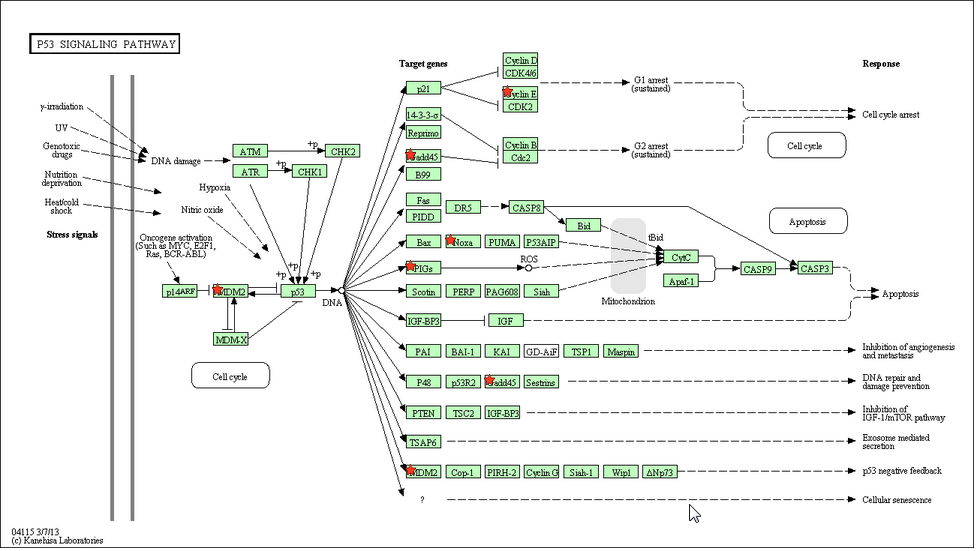 P53 SIGNALING PATHWAY
Target genes
Response
γ-irradiation
UV
Genotoxic
drugs
Nutrition
deprivation
Heat/cold
shock
Stress signals
DNA damage
ATM
CHK2
ATR
CHK1
+p
+p
Hypoxia
Nitric oxide
Oncogene activation
(Such as MYC, E2F1,
Ras, BCR-ABL)
+p
+p
+p
p14ARF
MDM2
p53
DNA
MDM-X
Cell cycle
p21
Cyclin D
CDK4/6
Cyclin E
CDK2
G1 arrest
(sustained)
14-3-3-σ
Reprimo
Gadd45
B99
Cyclin B
Cdc2
G2 arrest
(sustained)
Cell cycle arrest
Cell cycle
Fas
PIDD
DR5
CASP8
Bid
tBid
Apoptosis
Bax
Noxa
PUMA
P53AIP
PIGs
ROS
CytC
Apaf-1
CASP9
CASP3
Scotin
PERP
PAG608
Siah
Mitochondrion
Apoptosis
IGF-BP3
IGF
PAI
BAI-1
KAI
GD-AiF
TSP1
Maspin
Inhibition of angiogenesis
and metastasis
P48
p53R2
Gadd45
Sestrins
DNA repair and
damage prevention
PTEN
TSC2
IGF-BP3
Inhibition of
IGF-1/mTOR pathway
TSAP6
Exosome mediated
secretion
MDM2
Cop-1
PIRH-2
Cyclin G
Siah-1
Wip1
ΔNp73
p53 negative feedback
?
Cellular senescence
04115 3/7/13
(c) Kanehisa Laboratories